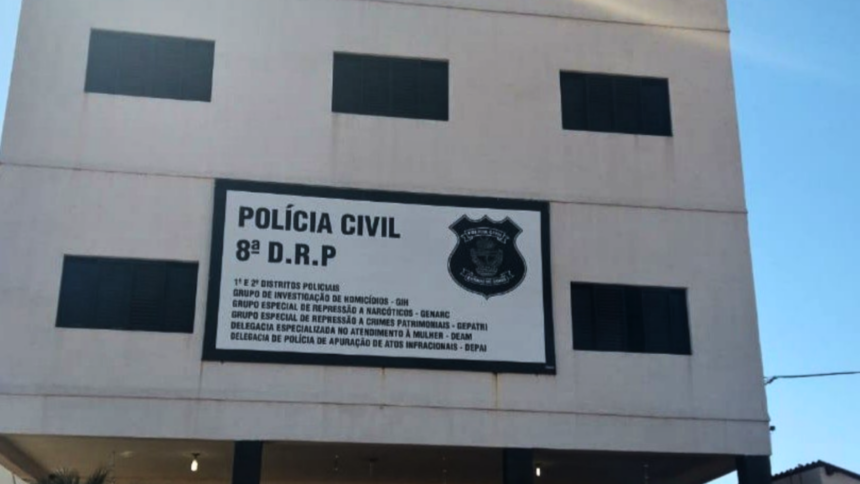 POLÍCIA CIVIL
8ª D.R.P
1º E 2º DISTRITOS POLICIAIS
GRUPO DE INVESTIGAÇÃO DE HOMICÍDIOS - GIH
GRUPO ESPECIAL DE REPRESSÃO A NARCÓTICOS - GENARC
GRUPO ESPECIAL DE REPRESSÃO A CRIMES PATRIMONIAIS - GEPATRI
DELEGACIA ESPECIALIZADA NO ATENDIMENTO À MULHER - DEAM
DELEGACIA DE POLÍCIA DE APURAÇÃO DE ATOS INFRACIONAIS - DEPAI
POLÍCIA CIVIL